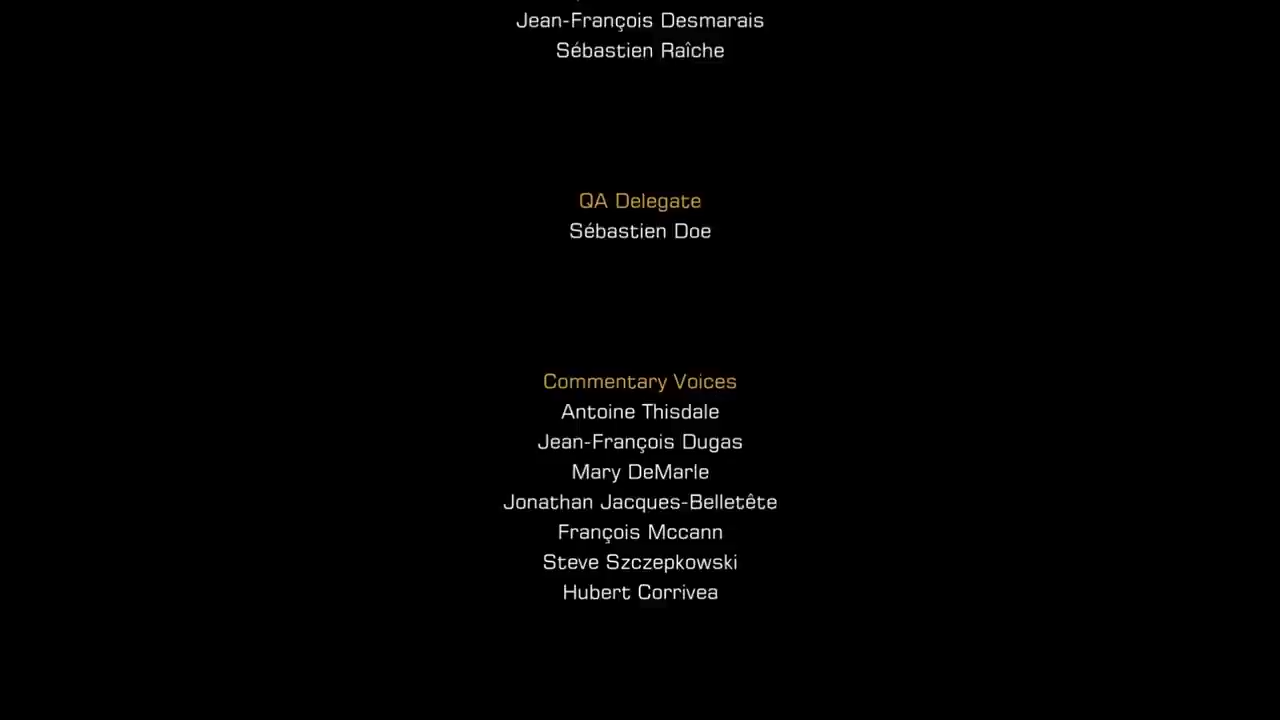 Jean-François Desmarais
Sébastien Raîche
QA Delegate
Sébastien Doe
Commentary Voices
Antoine Thisdale
Jean-François Dugas
Mary DeMarle
Jonathan Jacques-Belletête
François Mccann
Steve Szczepkowski
Hubert Corrivea